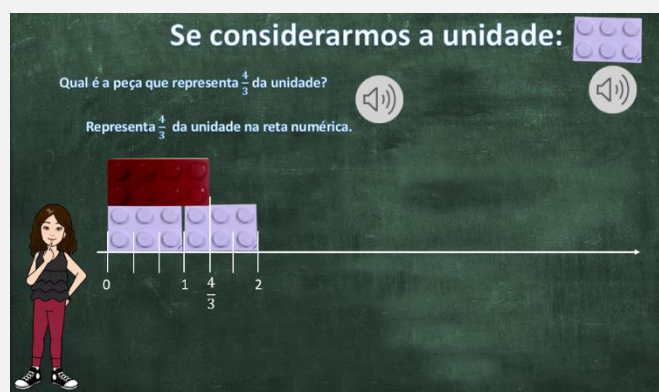 Se considerarmos a unidade:
Qual é a peça que representa 4/3 da unidade?
Representa 4/3 da unidade na reta numérica.
0 1 4/3 2